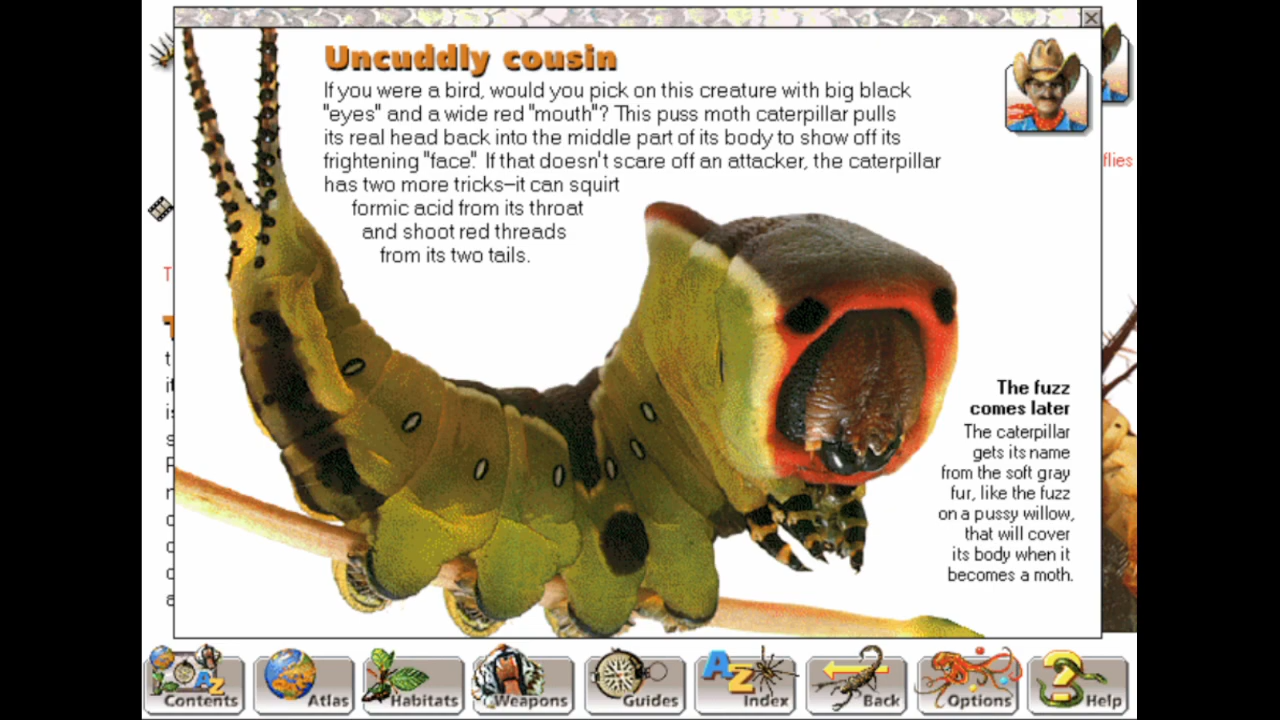 Uncuddly cousin
If you were a bird, would you pick on this creature with big black
"eyes" and a wide red "mouth"? This puss moth caterpillar pulls
its real head back into the middle part of its body to show off its
frightening "face". If that doesn't scare off an attacker, the caterpillar
has two more tricks–it can squirt
formic acid from its throat
and shoot red threads
from its two tails.
flies
The fuzz
comes later
The caterpillar
gets its name
from the soft gray
fur, like the fuzz
on a pussy willow,
that will cover
its body when it
becomes a moth.
Contents
Atlas
Habitats
Weapons
Guides
AZ
Index
Back
Options
?
Help